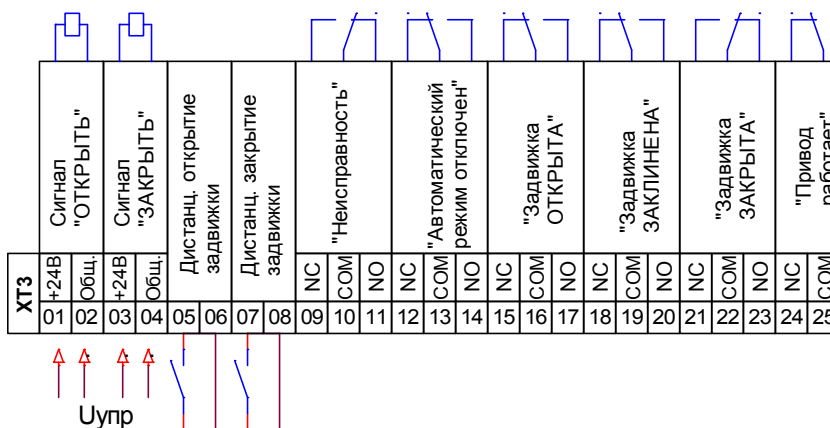 Сигнал
"ОТКРЫТЬ"
Сигнал
"ЗАКРЫТЬ"
Дистанц. открытие
задвижки
Дистанц. закрытие
задвижки
"Неисправность"
"Автоматический
режим отключен"
"Задвижка
ОТКРЫТА"
"Задвижка
ЗАКЛИНЕНА"
"Задвижка
ЗАКРЫТА"
"Привод
работает"
XT3
+24В
Общ.
+24В
Общ.
NC
COM
NO
NC
COM
NO
NC
COM
NO
NC
COM
NO
NC
COM
NO
NC
COM
01 02 03 04 05 06 07 08 09 10 11 12 13 14 15 16 17 18 19 20 21 22 23 24 25
Uупр